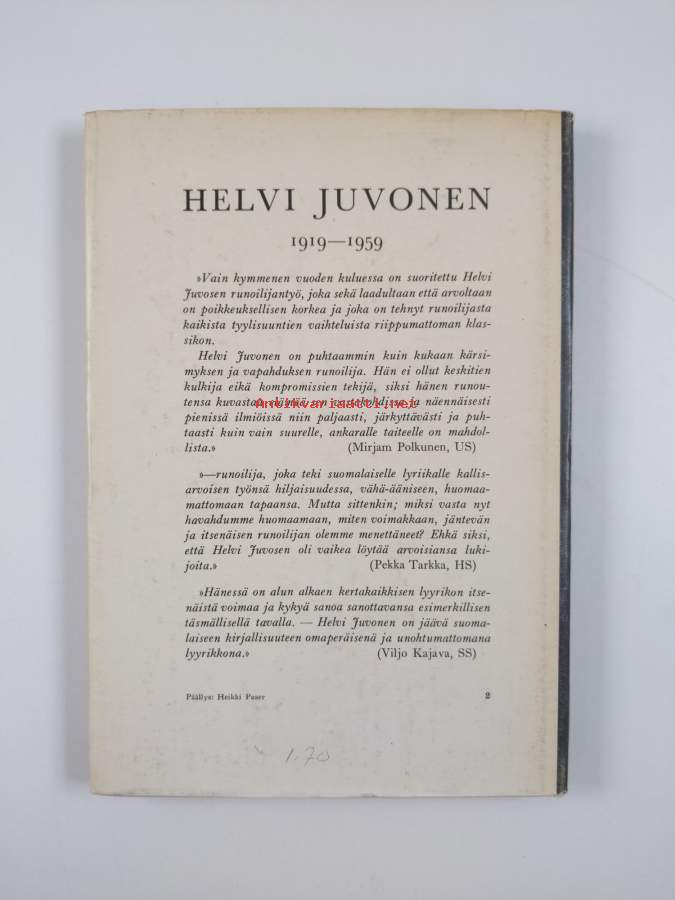 HELVI JUVONEN
1919—1959
»Vain kymmenen vuoden kuluessa on suoritettu Helvi
Juvosen runoilijantyö, joka sekä laadultaan että arvoltaan
on poikkeuksellisen korkea ja joka on tehnyt runoilijasta
kaikista tyylisuuntien vaihteluista riippumattoman klas-
sikon.
Helvi Juvonen on puhtaammin kuin kukaan kärsi-
myksen ja vapahduksen runoilija. Hän ei ollut keskitien
kulkija eikä kompromissien tekijä, siksi hänen runou-
tensa kuvastaa ja näennäisesti
Antikvariaatti.net
pienissä ilmiöissä niin paljaasti, järkyttävästi ja puh-
taasti kuin vain suurelle, ankaralle taiteelle on mahdol-
lista.» (Mirjam Polkunen, US)
»—runoilija, joka teki suomalaiselle lyriikalle kallis-
arvoisen työnsä hiljaisuudessa, vähä-ääniseen, huomaa-
mattomaan tapaansa. Mutta sittenkin; miksi vasta nyt
havahdumme huomaamaan, miten voimakkaan, jäntevän
ja itsenäisen runoilijan olemme menettäneet? Ehkä siksi,
että Helvi Juvosen oli vaikea löytää arvoisiansa luki-
joita.» (Pekka Tarkka, HS)
»Hänessä on alun alkaen kertakaikkisen lyyrikon itse-
näistä voimaa ja kykyä sanoa sanottavansa esimerkillisen
täsmällisellä tavalla. — Helvi Juvonen on jäävä suoma-
laiseen kirjallisuuteen omaperäisenä ja unohtumattomana
lyyrikkona.» (Viljo Kajava, SS)
Päällys: Heikki Paser 2
1.70